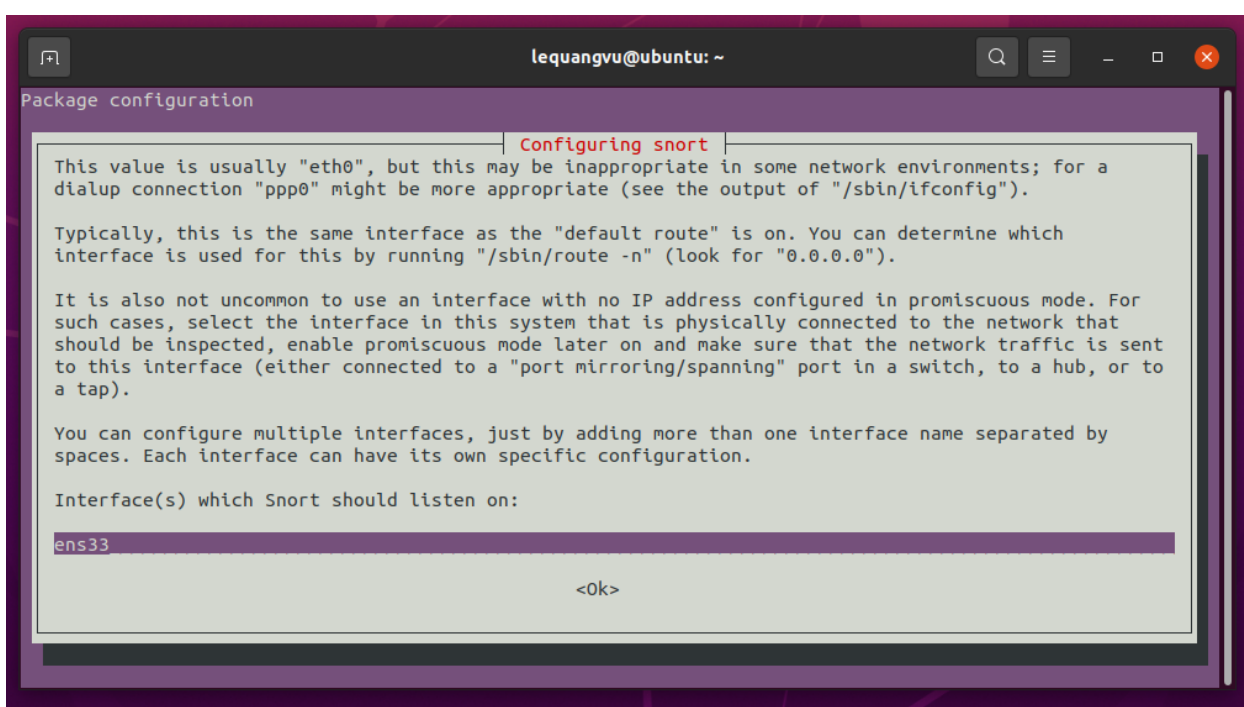 lequangvu@ubuntu: ~
Package configuration
Configuring snort
This value is usually "eth0", but this may be inappropriate in some network environments; for a
dialup connection "ppp0" might be more appropriate (see the output of "/sbin/ifconfig").
Typically, this is the same interface as the "default route" is on. You can determine which
interface is used for this by running "/sbin/route -n" (look for "0.0.0.0").
It is also not uncommon to use an interface with no IP address configured in promiscuous mode. For
such cases, select the interface in this system that is physically connected to the network that
should be inspected, enable promiscuous mode later on and make sure that the network traffic is sent
to this interface (either connected to a "port mirroring/spanning" port in a switch, to a hub, or to
a tap).
You can configure multiple interfaces, just by adding more than one interface name separated by
spaces. Each interface can have its own specific configuration.
Interface(s) which Snort should listen on:
ens33
<Ok>